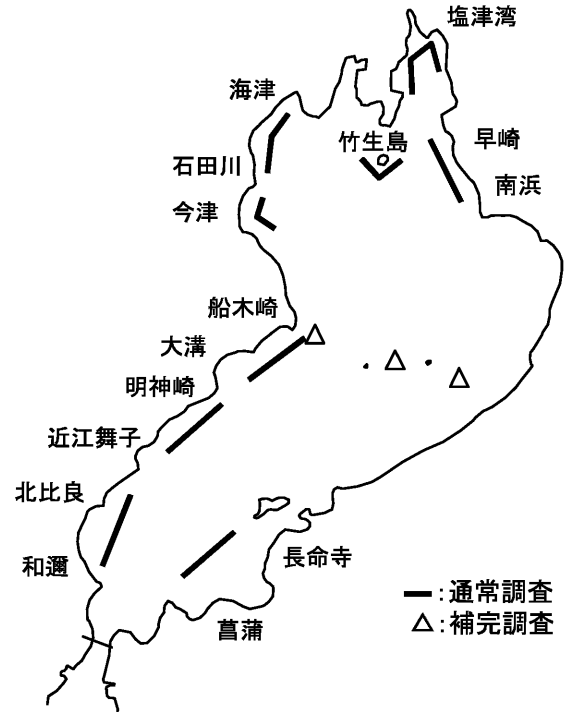 塩津湾
海津
竹生島
早崎
石田川
南浜
今津
船木崎
大溝
明神崎
近江舞子
北比良
長命寺
和邇
菖蒲
━:通常調査
△:補完調査